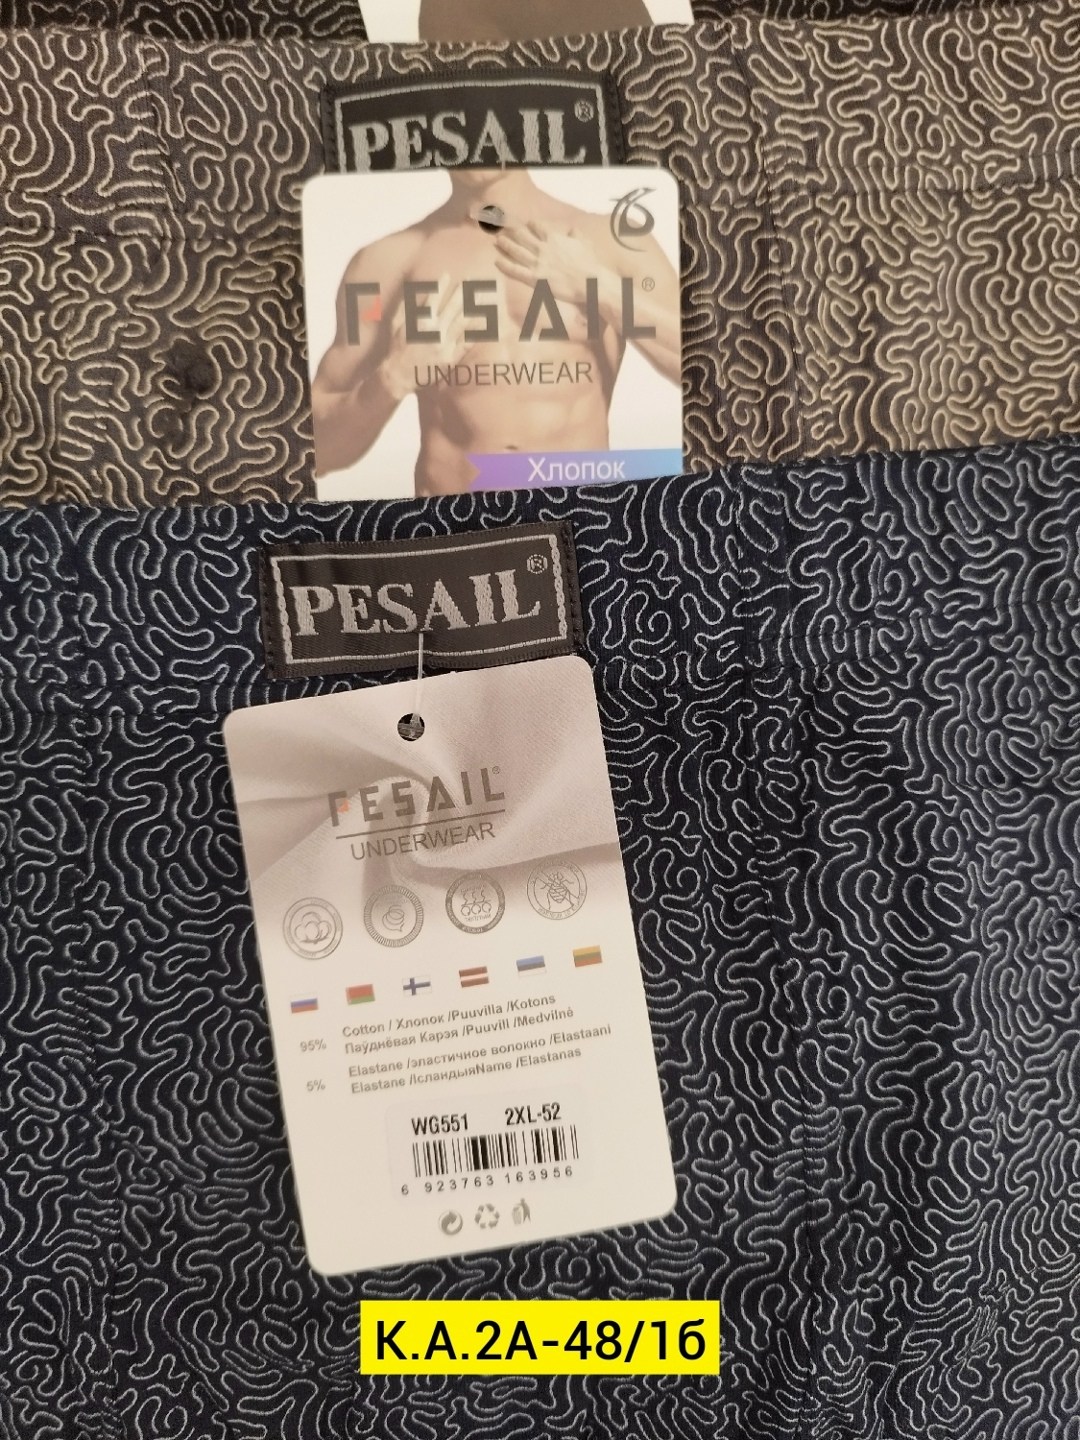 PESAIL®
PESAIL®
UNDERWEAR
Хлопок
PESAIL®
PESAIL®
UNDERWEAR
95% Cotton / Хлопок /Puuvilla /Kotons
Паўднёвая Карэя /Puuvill /Medvilnė
5% Elastane /эластичное волокно /Elastaani
Elastane /ІсландыяName /Elastanas
WG551 2XL-52
6 923763 163956
К.А.2А-48/1б